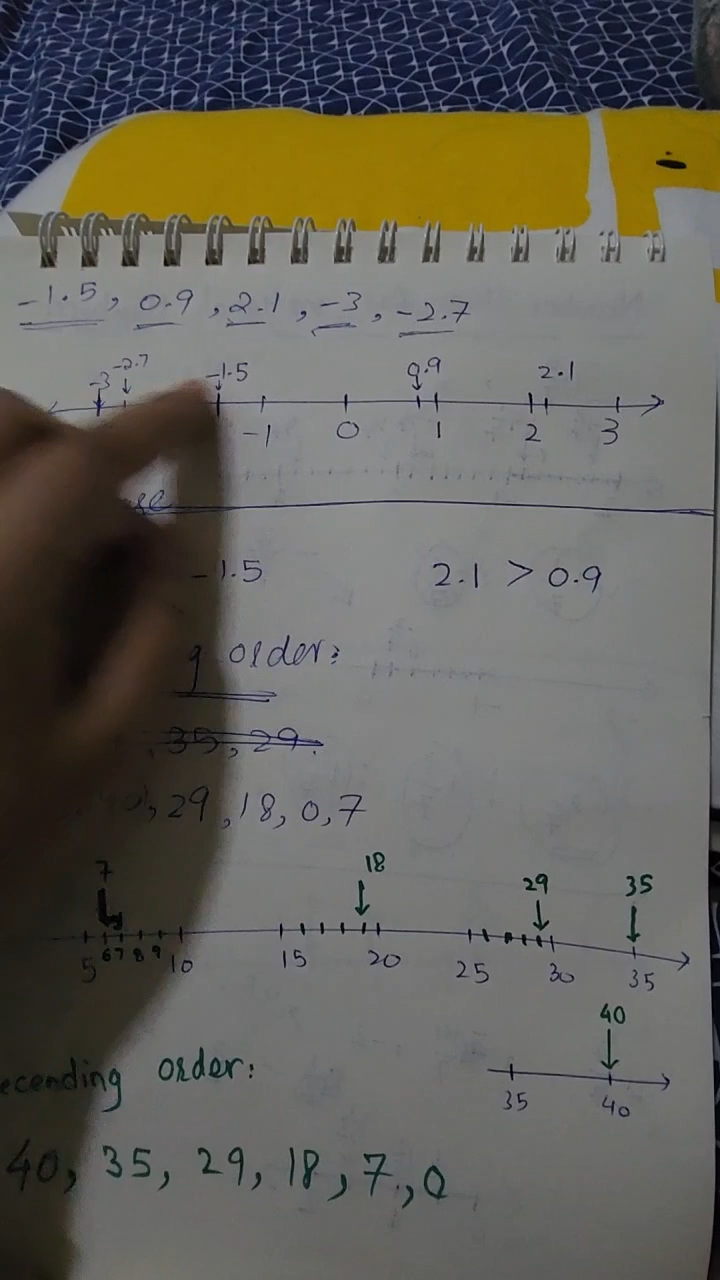 -1.5, 0.9, 2.1, -3, -2.7
-3 -2.7 -1.5 0.9 2.1
-1 0 1 2 3
-1.5 2.1 > 0.9
order:
35, 29.
29, 18, 0, 7
7 18 29 35
5 6 7 8 9 10 15 20 25 30 35
40
35 40
ecending order:
40, 35, 29, 18, 7, 0